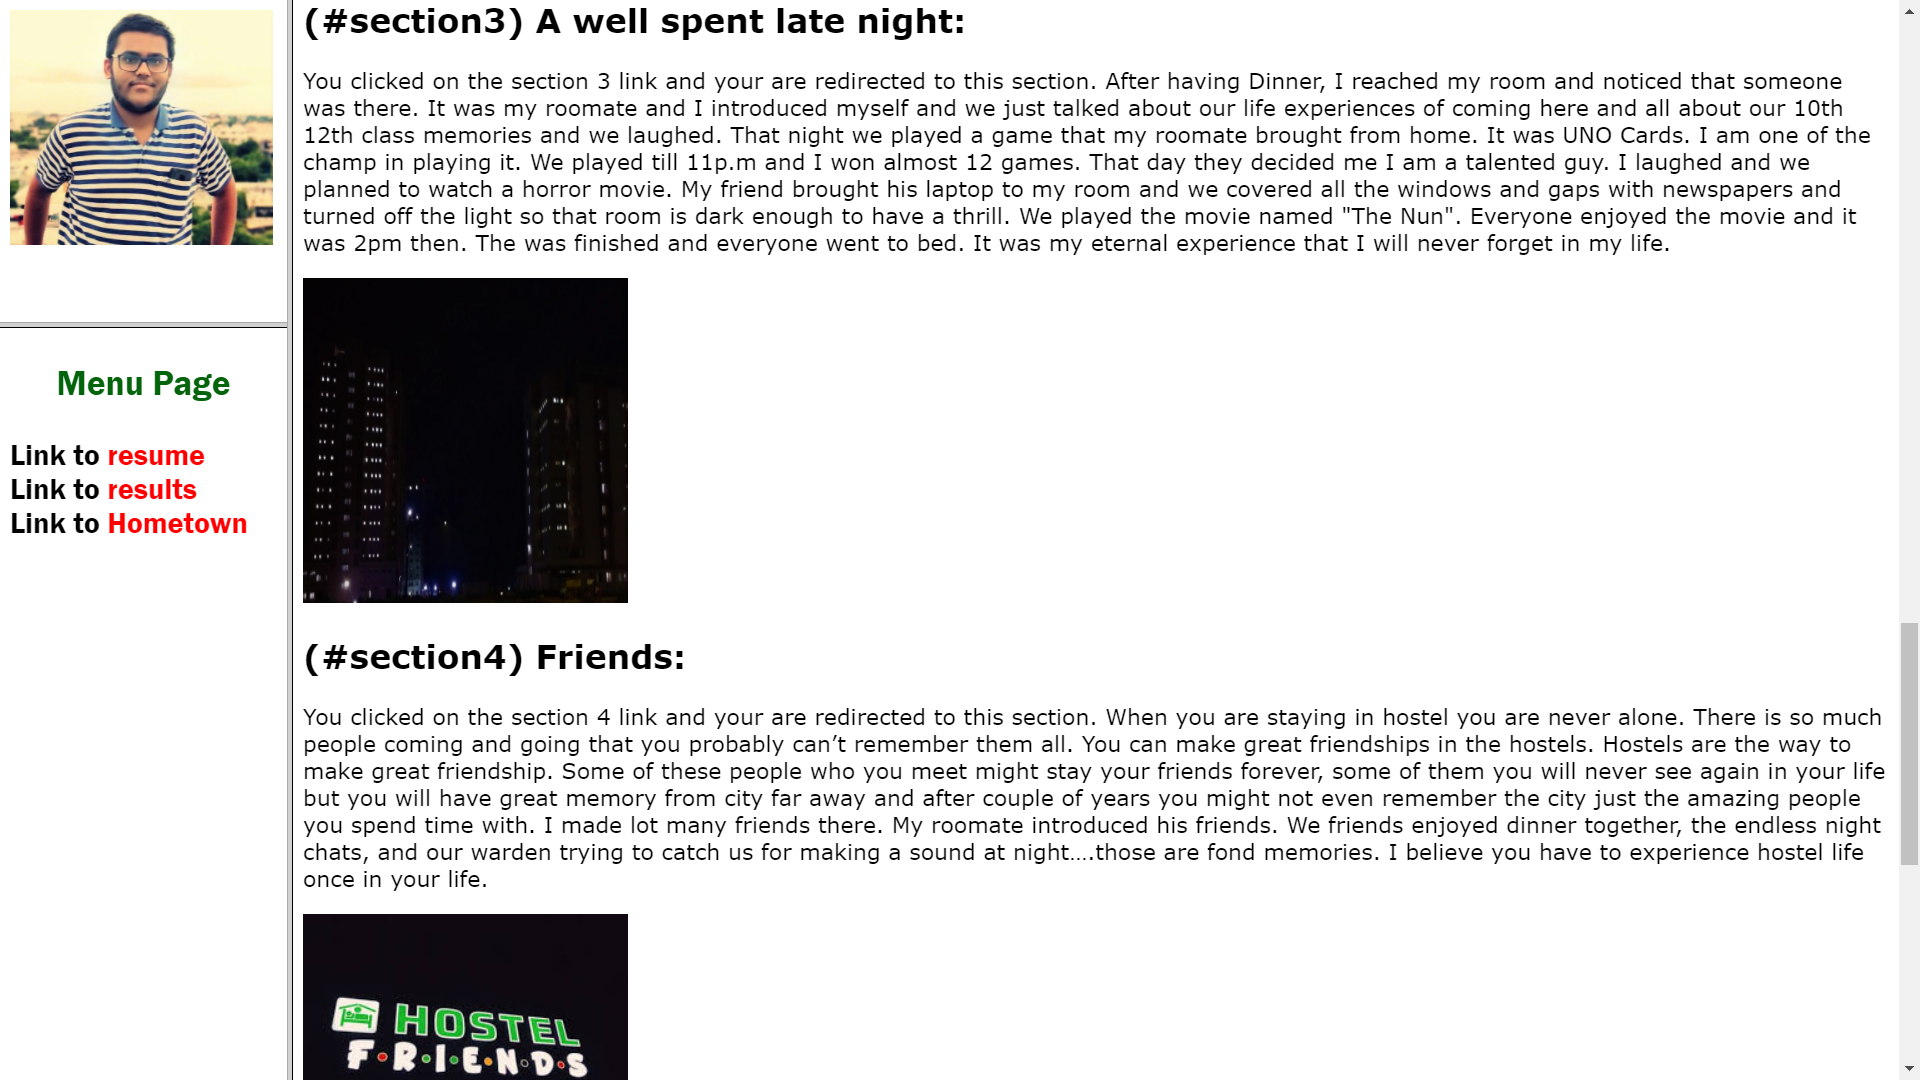 (#section3) A well spent late night:
You clicked on the section 3 link and your are redirected to this section. After having Dinner, I reached my room and noticed that someone
was there. It was my roomate and I introduced myself and we just talked about our life experiences of coming here and all about our 10th
12th class memories and we laughed. That night we played a game that my roomate brought from home. It was UNO Cards. I am one of the
champ in playing it. We played till 11p.m and I won almost 12 games. That day they decided me I am a talented guy. I laughed and we
planned to watch a horror movie. My friend brought his laptop to my room and we covered all the windows and gaps with newspapers and
turned off the light so that room is dark enough to have a thrill. We played the movie named "The Nun". Everyone enjoyed the movie and it
was 2pm then. The was finished and everyone went to bed. It was my eternal experience that I will never forget in my life.
Menu Page
Link to resume
Link to results
Link to Hometown
(#section4) Friends:
You clicked on the section 4 link and your are redirected to this section. When you are staying in hostel you are never alone. There is so much
people coming and going that you probably can’t remember them all. You can make great friendships in the hostels. Hostels are the way to
make great friendship. Some of these people who you meet might stay your friends forever, some of them you will never see again in your life
but you will have great memory from city far away and after couple of years you might not even remember the city just the amazing people
you spend time with. I made lot many friends there. My roomate introduced his friends. We friends enjoyed dinner together, the endless night
chats, and our warden trying to catch us for making a sound at night….those are fond memories. I believe you have to experience hostel life
once in your life.
HOSTEL
F•R•I•E•N•D•S